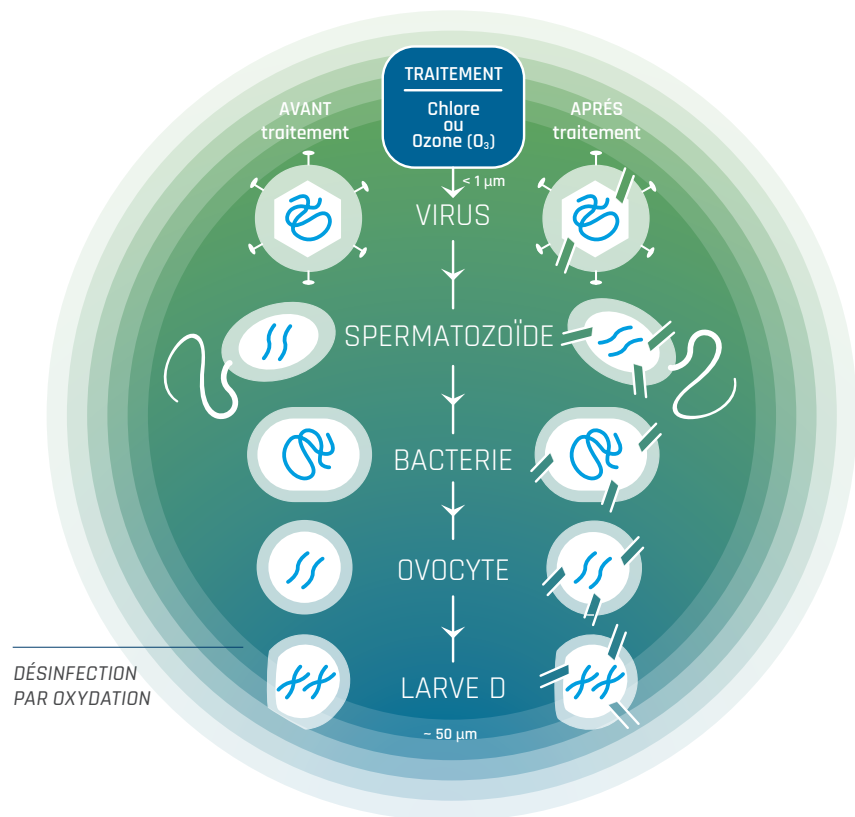 TRAITEMENT
Chlore
ou
Ozone (O₃)
AVANT
traitement
APRÉS
traitement
< 1 µm
VIRUS
SPERMATOZOÏDE
BACTERIE
OVOCYTE
LARVE D
~ 50 µm
DÉSINFECTION
PAR OXYDATION